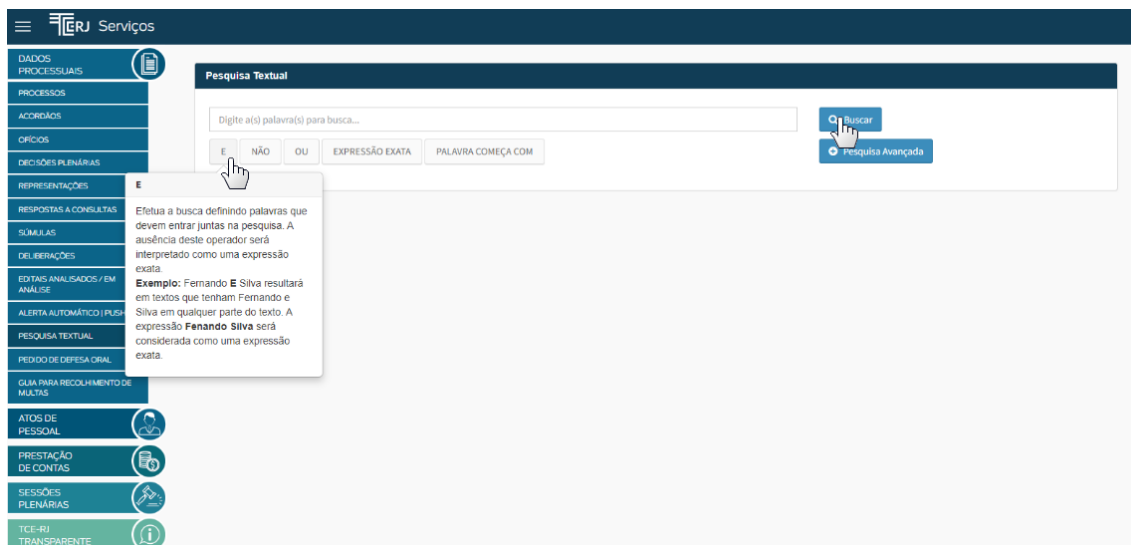 TCERJ Serviços
DADOS
PROCESSUAIS
PROCESSOS
ACORDÃOS
OFÍCIOS
DECISÕES PLENÁRIAS
REPRESENTAÇÕES
RESPOSTAS A CONSULTAS
SÚMULAS
DELIBERAÇÕES
EDITAIS ANALISADOS / EM
ANÁLISE
ALERTA AUTOMÁTICO | PUSH
PESQUISA TEXTUAL
PEDIDO DE DEFESA ORAL
GUIA PARA RECOLHIMENTO DE
MULTAS
ATOS DE
PESSOAL
PRESTAÇÃO
DE CONTAS
SESSÕES
PLENÁRIAS
TCE-RJ
TRANSPARENTE
Pesquisa Textual
Digite a(s) palavra(s) para busca...
Buscar
E NÃO OU EXPRESSÃO EXATA PALAVRA COMEÇA COM
Pesquisa Avançada
E
Efetua a busca definindo palavras que
devem entrar juntas na pesquisa. A
ausência deste operador será
interpretado como uma expressão
exata.
Exemplo: Fernando E Silva resultará
em textos que tenham Fernando e
Silva em qualquer parte do texto. A
expressão Fenando Silva será
considerada como uma expressão
exata.